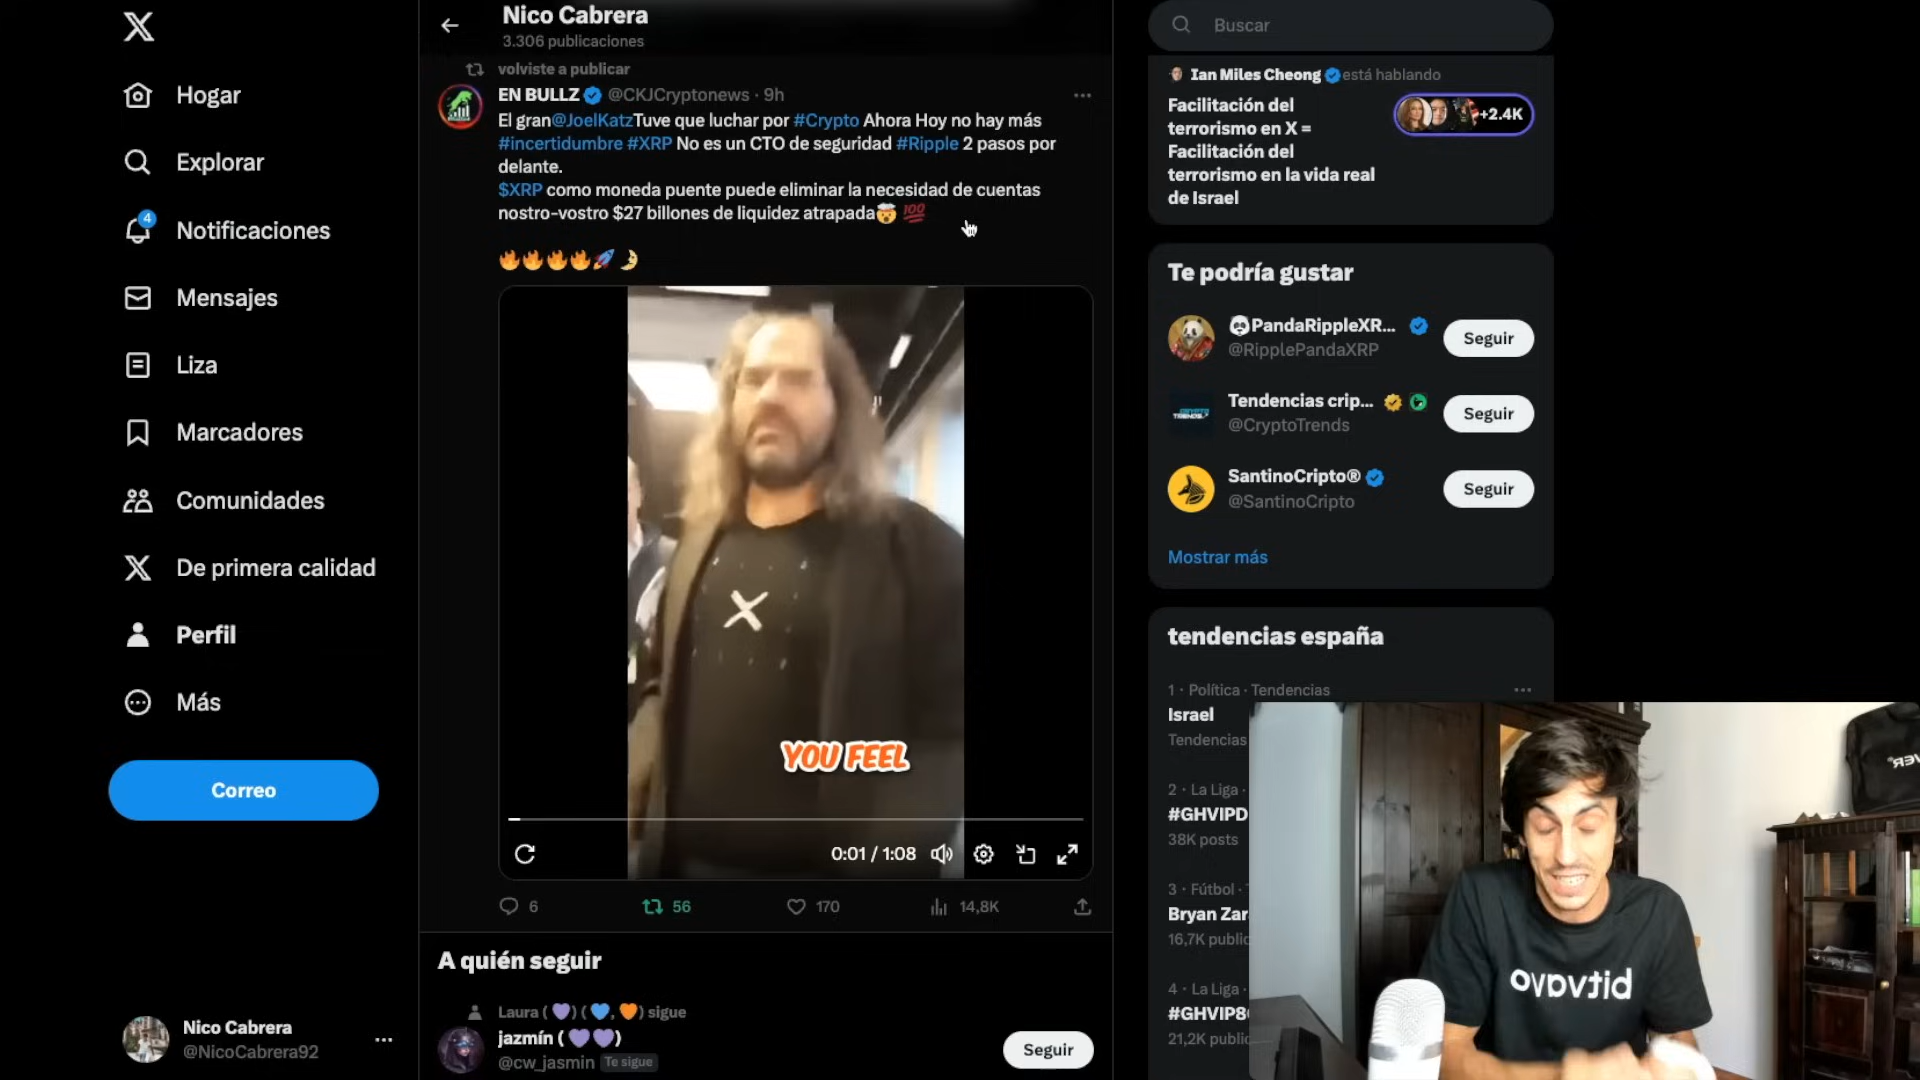 Hogar
Explorar
4
Notificaciones
Mensajes
Liza
Marcadores
Comunidades
De primera calidad
Perfil
Más
Correo
Nico Cabrera
@NicoCabrera92
Nico Cabrera
3.306 publicaciones
volviste a publicar
EN BULLZ @CKJCryptonews · 9h
El gran@JoelKatzTuve que luchar por #Crypto Ahora Hoy no hay más
#incertidumbre #XRP No es un CTO de seguridad #Ripple 2 pasos por
delante.
$XRP como moneda puente puede eliminar la necesidad de cuentas
nostro-vostro $27 billones de liquidez atrapada🤯 💯
🔥🔥🔥🔥🚀🌛
YOU FEEL
0:01 / 1:08
6
56
170
14,8K
A quién seguir
Laura (💜) (💙, 🧡) sigue
jazmín (💜💜)
@cw_jasmin Te sigue
Seguir
Buscar
Ian Miles Cheong está hablando
Facilitación del
terrorismo en X =
Facilitación del
terrorismo en la vida real
de Israel
+2.4K
Te podría gustar
🐼PandaRippleXR...
@RipplePandaXRP
Seguir
Tendencias crip...
@CryptoTrends
Seguir
SantinoCripto®
@SantinoCripto
Seguir
Mostrar más
tendencias españa
1 · Política · Tendencias
Israel
Tendencias
2 · La Liga ·
#GHVIPD
38K posts
3 · Fútbol ·
Bryan Zar
16,7K public
4 · La Liga ·
#GHVIP8
21,2K public